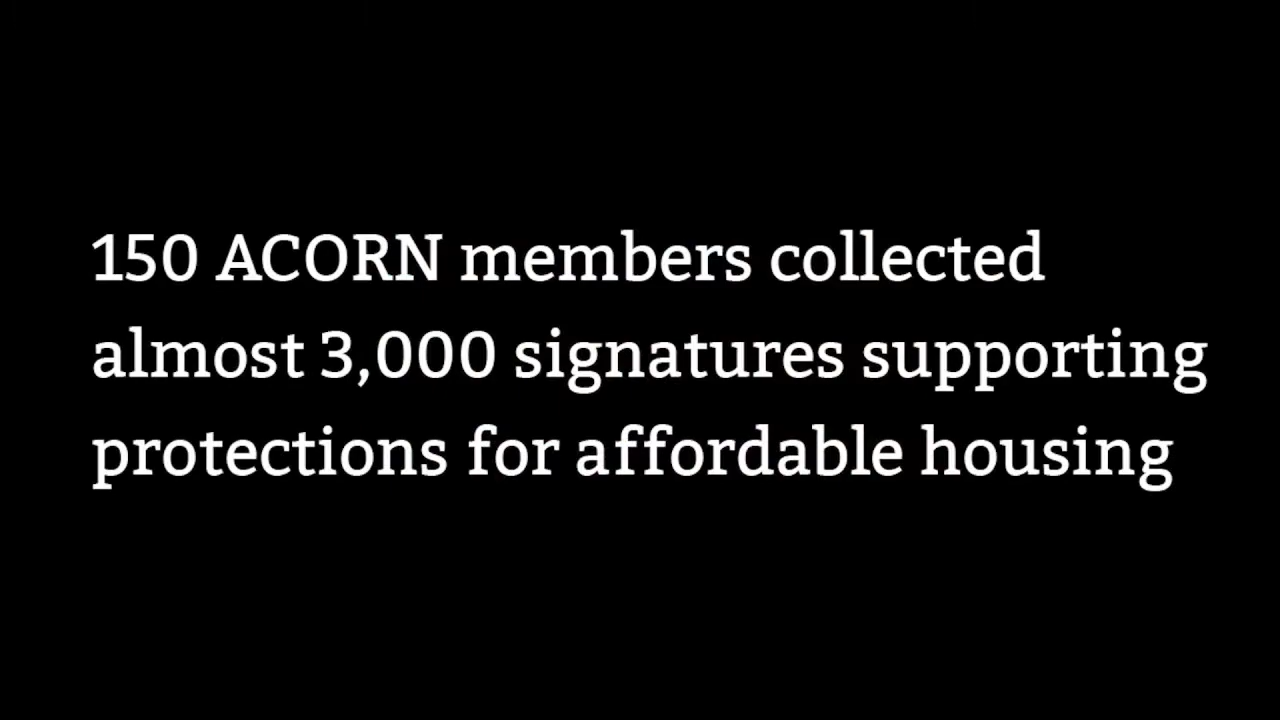 150 ACORN members collected
almost 3,000 signatures supporting
protections for affordable housing